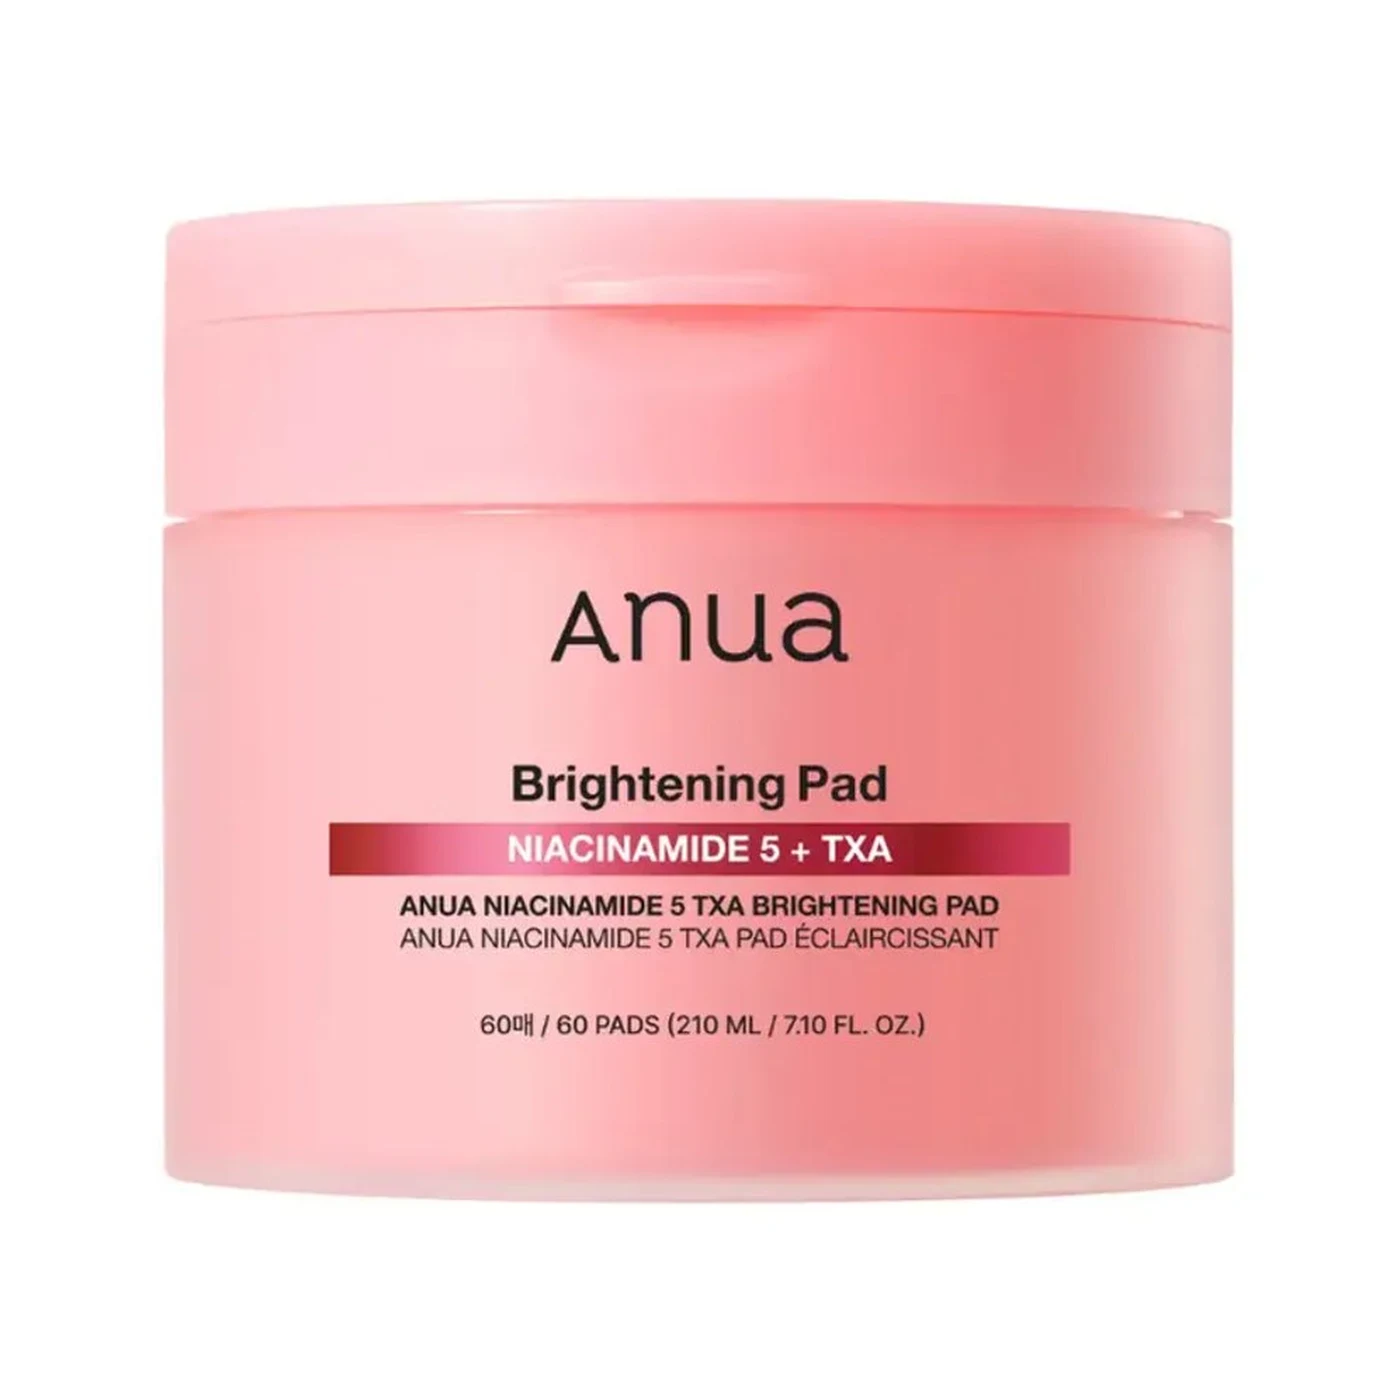 Anua
Brightening Pad
NIACINAMIDE 5 + TXA
ANUA NIACINAMIDE 5 TXA BRIGHTENING PAD
ANUA NIACINAMIDE 5 TXA PAD ÉCLAIRCISSANT
60매 / 60 PADS (210 ML / 7.10 FL. OZ.)